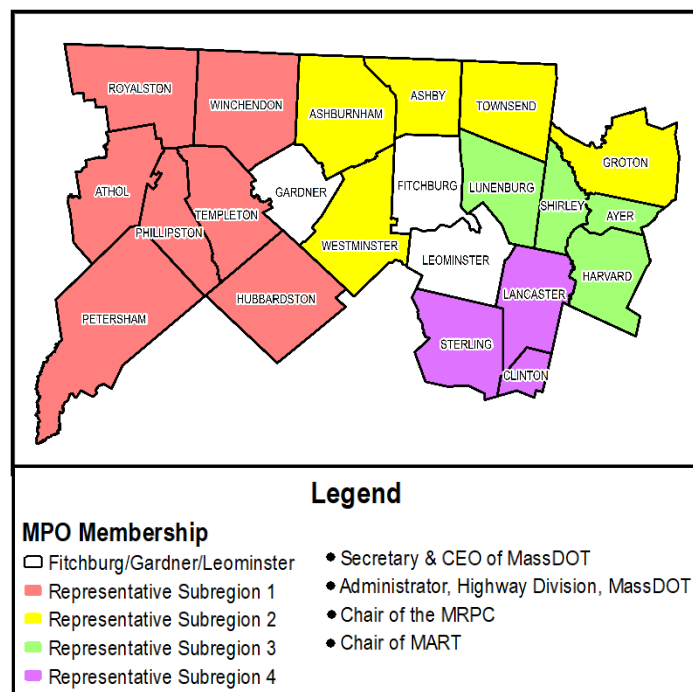 ROYALSTON
WINCHENDON
ASHBURNHAM
ASHBY
TOWNSEND
GROTON
ATHOL
PHILLIPSTON
TEMPLETON
GARDNER
FITCHBURG
LUNENBURG
SHIRLEY
AYER
WESTMINSTER
LEOMINSTER
HARVARD
PETERSHAM
HUBBARDSTON
LANCASTER
STERLING
CLINTON
Legend
MPO Membership
Fitchburg/Gardner/Leominster
Representative Subregion 1
Representative Subregion 2
Representative Subregion 3
Representative Subregion 4
• Secretary & CEO of MassDOT
• Administrator, Highway Division, MassDOT
• Chair of the MRPC
• Chair of MART